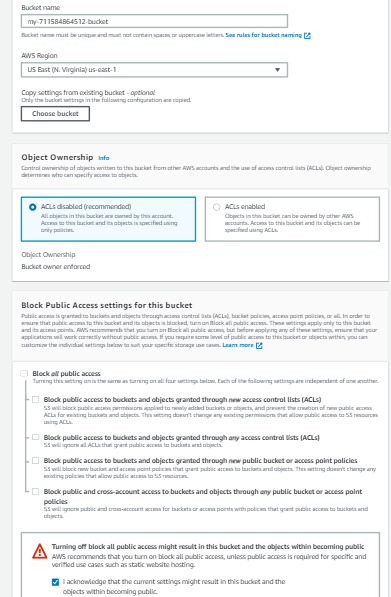 Bucket name
my-711584864512-bucket
Bucket name must be unique and must not contain spaces or uppercase letters. See rules for bucket naming
AWS Region
US East (N. Virginia) us-east-1
Copy settings from existing bucket - optional
Only the bucket settings in the following configuration are copied.
Choose bucket
Object Ownership Info
Control ownership of objects written to this bucket from other AWS accounts and the use of access control lists (ACLs). Object ownership
determines who can specify access to objects.
ACLs disabled (recommended)
All objects in this bucket are owned by this account.
Access to this bucket and its objects is specified using
only policies.
ACLs enabled
Objects in this bucket can be owned by other AWS
accounts. Access to this bucket and its objects can be
specified using ACLs.
Object Ownership
Bucket owner enforced
Block Public Access settings for this bucket
Public access is granted to buckets and objects through access control lists (ACLs), bucket policies, access point policies, or all. In order to
ensure that public access to this bucket and its objects is blocked, turn on Block all public access. These settings apply only to this bucket
and its access points. AWS recommends that you turn on Block all public access, but before applying any of these settings, ensure that your
applications will work correctly without public access. If you require some level of public access to this bucket or objects within, you can
customize the individual settings below to suit your specific storage use cases. Learn more
Block all public access
Turning this setting on is the same as turning on all four settings below. Each of the following settings are independent of one another.
Block public access to buckets and objects granted through new access control lists (ACLs)
S3 will block public access permissions applied to newly added buckets or objects, and prevent the creation of new public access
ACLs for existing buckets and objects. This setting doesn't change any existing permissions that allow public access to S3 resources
using ACLs.
Block public access to buckets and objects granted through any access control lists (ACLs)
S3 will ignore all ACLs that grant public access to buckets and objects.
Block public access to buckets and objects granted through new public bucket or access point policies
S3 will block new bucket and access point policies that grant public access to buckets and objects. This setting doesn't change any
existing policies that allow public access to S3 resources.
Block public and cross-account access to buckets and objects through any public bucket or access point
policies
S3 will ignore public and cross-account access for buckets or access points with policies that grant public access to buckets and
objects.
Turning off block all public access might result in this bucket and the objects within becoming public
AWS recommends that you turn on block all public access, unless public access is required for specific and
verified use cases such as static website hosting.
I acknowledge that the current settings might result in this bucket and the
objects within becoming public.